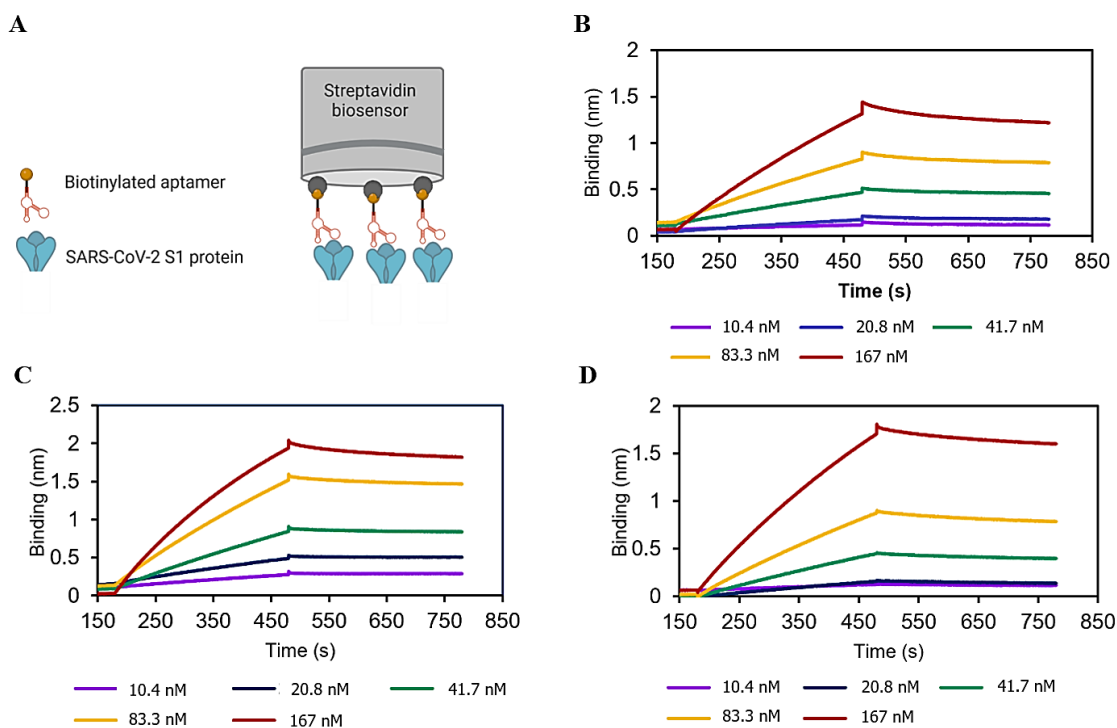 A
Streptavidin
biosensor
Biotinylated aptamer
SARS-CoV-2 S1 protein
B
2
1.5
1
0.5
0
Binding (nm)
150 250 350 450 550 650 750 850
Time (s)
10.4 nM 20.8 nM 41.7 nM
83.3 nM 167 nM
C
2.5
2
1.5
1
0.5
0
Binding (nm)
150 250 350 450 550 650 750 850
Time (s)
10.4 nM 20.8 nM 41.7 nM
83.3 nM 167 nM
D
2
1.5
1
0.5
0
Binding (nm)
150 250 350 450 550 650 750 850
Time (s)
10.4 nM 20.8 nM 41.7 nM
83.3 nM 167 nM